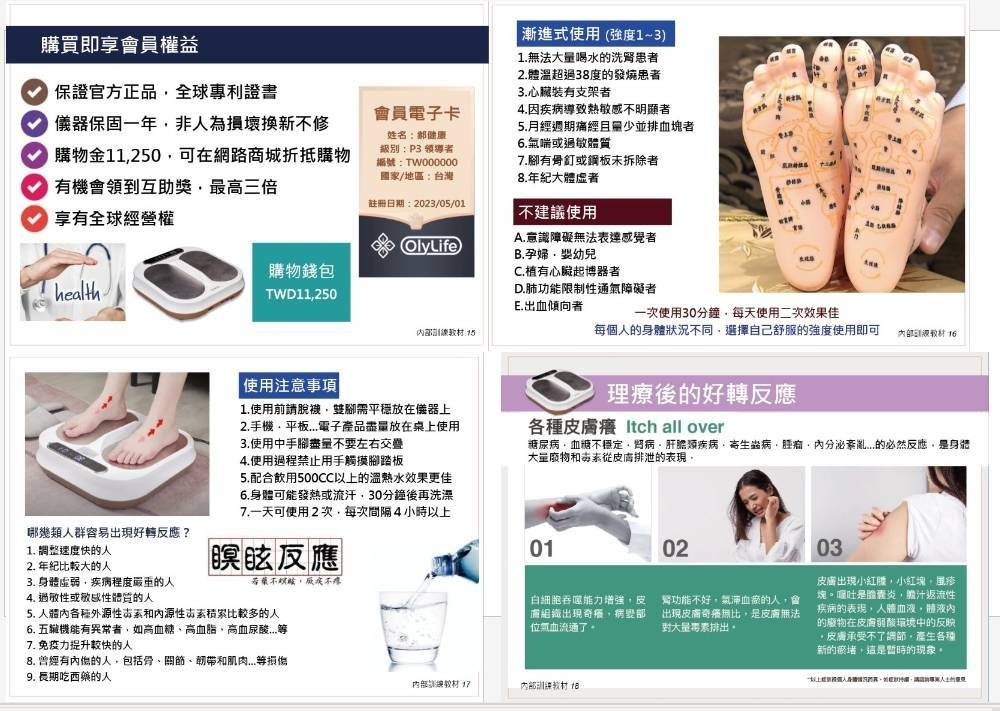 購買即享會員權益
保證官方正品，全球專利證書
儀器保固一年，非人為損壞換新不修
購物金11,250，可在網路商城折抵購物
有機會領到互助獎，最高三倍
享有全球經營權
會員電子卡
姓名：郝健康
級別：P3 領導者
編號：TW000000
國家/地區：台灣
註冊日期：2023/05/01
OlyLife
health
購物錢包
TWD11,250
內部訓練教材 15
漸進式使用 (強度1~3)
1.無法大量喝水的洗腎患者
2.體溫超過38度的發燒患者
3.心臟裝有支架者
4.因疾病導致熱敏感不明顯者
5.月經週期痛經且量少並排血塊者
6.氣喘或過敏體質
7.腳有骨釘或鋼板未拆除者
8.年紀大體虛者
不建議使用
A.意識障礙無法表達感覺者
B.孕婦，嬰幼兒
C.植有心臟起博器者
D.肺功能限制性通氣障礙者
E.出血傾向者
一次使用30分鐘，每天使用二次效果佳
每個人的身體狀況不同，選擇自己舒服的強度使用即可
內部訓練教材 16
使用注意事項
1.使用前請脫襪，雙腳需平穩放在儀器上
2.手機，平板...電子產品盡量放在桌上使用
3.使用中手腳盡量不要左右交疊
4.使用過程禁止用手觸摸腳踏板
5.配合飲用500CC以上的溫熱水效果更佳
6.身體可能發熱或流汗，30分鐘後再洗澡
7.一天可使用２次，每次間隔４小時以上
哪幾類人群容易出現好轉反應？
1. 調整速度快的人
2. 年紀比較大的人
3. 身體虛弱，疾病程度嚴重的人
4. 過敏性或敏感性體質的人
5. 人體內各種外源性毒素和內源性毒素積累比較多的人
6. 五臟機能有異常者，如高血糖、高血脂、高血尿酸...等
7. 免疫力提升較快的人
8. 曾經有內傷的人，包括骨、關節、韌帶和肌肉...等損傷
9. 長期吃西藥的人
瞑眩反應
若藥不瞑眩，厥疾不瘳
內部訓練教材 17
理療後的好轉反應
各種皮膚癢 Itch all over
糖尿病，血糖不穩定，腎病，肝膽類疾病，寄生蟲病，腫瘤，內分泌紊亂...的必然反應，是身體
大量廢物和毒素從皮膚排泄的表現，
01
02
03
白細胞吞噬能力增強，皮
膚組織出現奇癢，病變部
位氣血流通了。
腎功能不好，氣滯血瘀的人，會
出現皮膚奇癢無比，是皮膚無法
對大量毒素排出。
皮膚出現小紅腫，小紅塊，風疹
塊。嘔吐是膽囊炎，膽汁返流性
疾病的表現，人體血液，體液內
的廢物在皮膚弱酸環境中的反映
，皮膚承受不了調節，產生各種
新的瘀堵，這是暫時的現象。
內部訓練教材 18